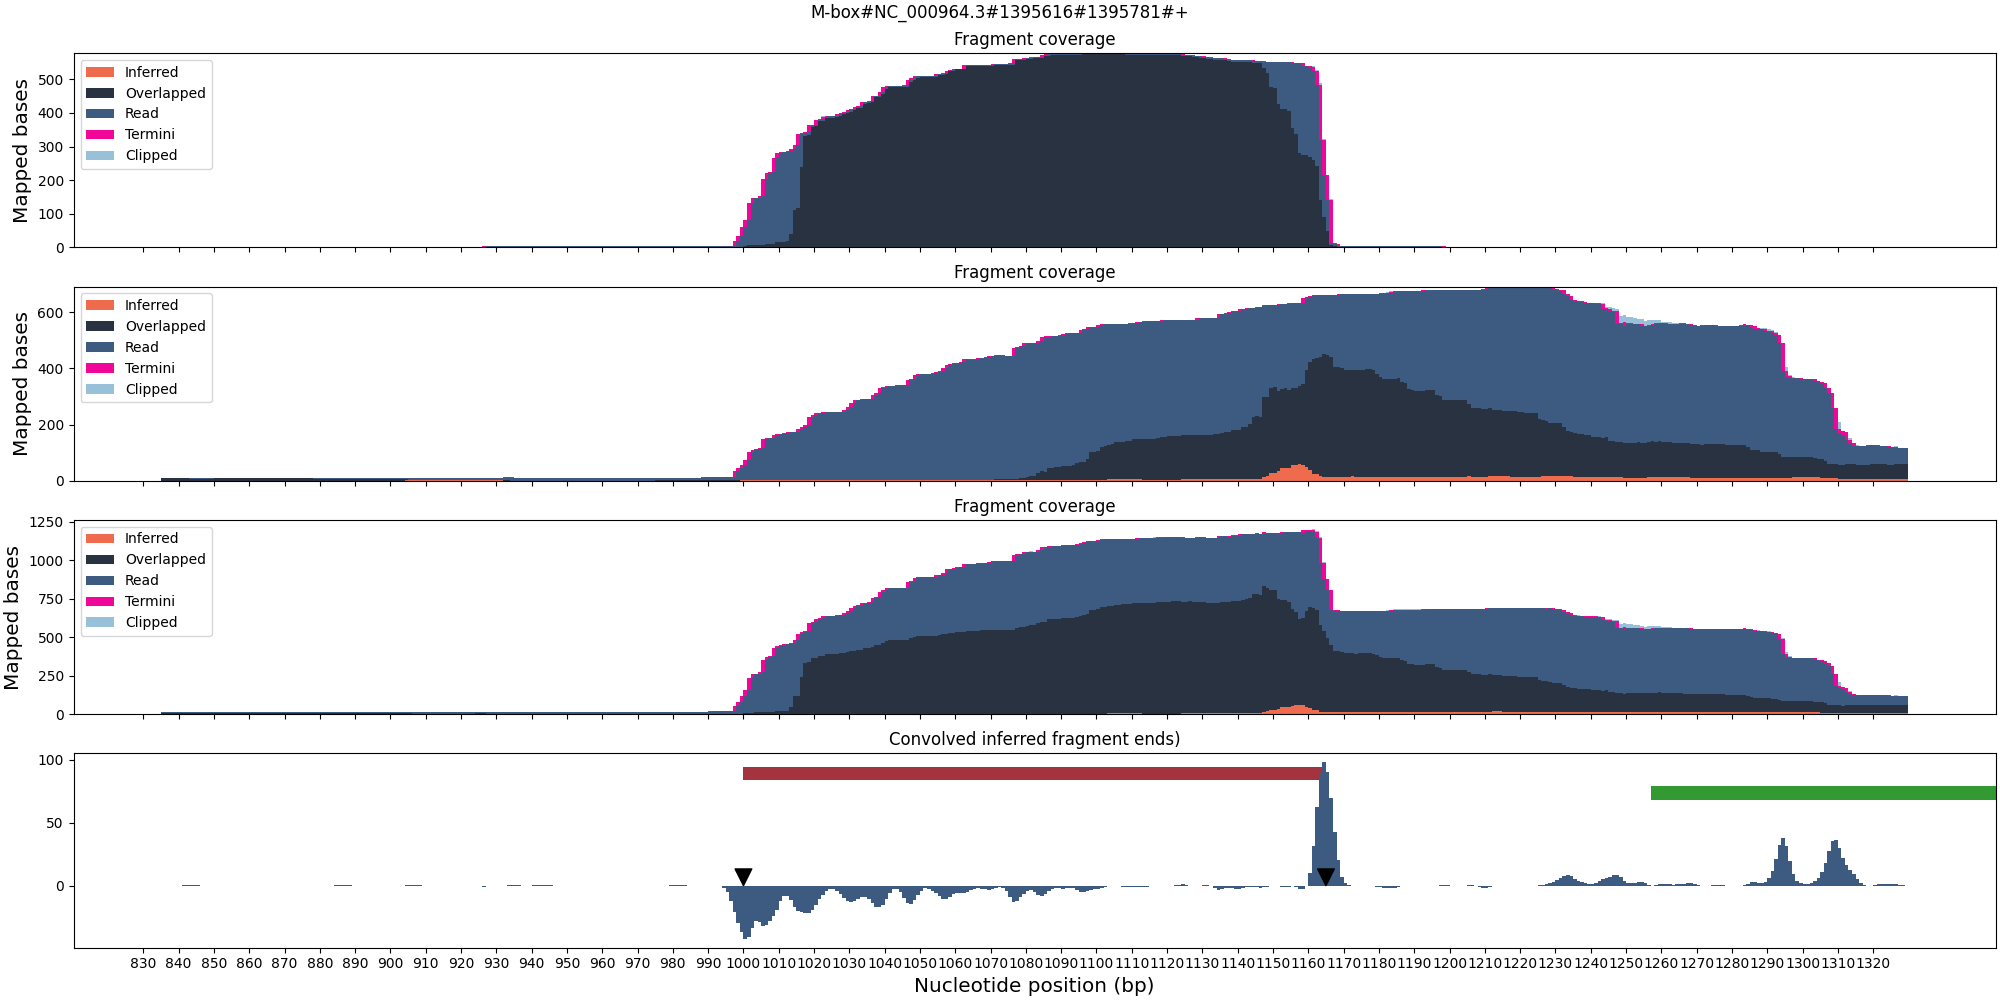 M-box#NC_000964.3#1395616#1395781#+
Fragment coverage
Mapped bases
500
400
300
200
100
0
Inferred
Overlapped
Read
Termini
Clipped
Fragment coverage
Mapped bases
600
400
200
0
Inferred
Overlapped
Read
Termini
Clipped
Fragment coverage
Mapped bases
1250
1000
750
500
250
0
Inferred
Overlapped
Read
Termini
Clipped
Convolved inferred fragment ends)
100
50
0
830 840 850 860 870 880 890 900 910 920 930 940 950 960 970 980 990 1000 1010 1020 1030 1040 1050 1060 1070 1080 1090 1100 1110 1120 1130 1140 1150 1160 1170 1180 1190 1200 1210 1220 1230 1240 1250 1260 1270 1280 1290 1300 1310 1320
Nucleotide position (bp)